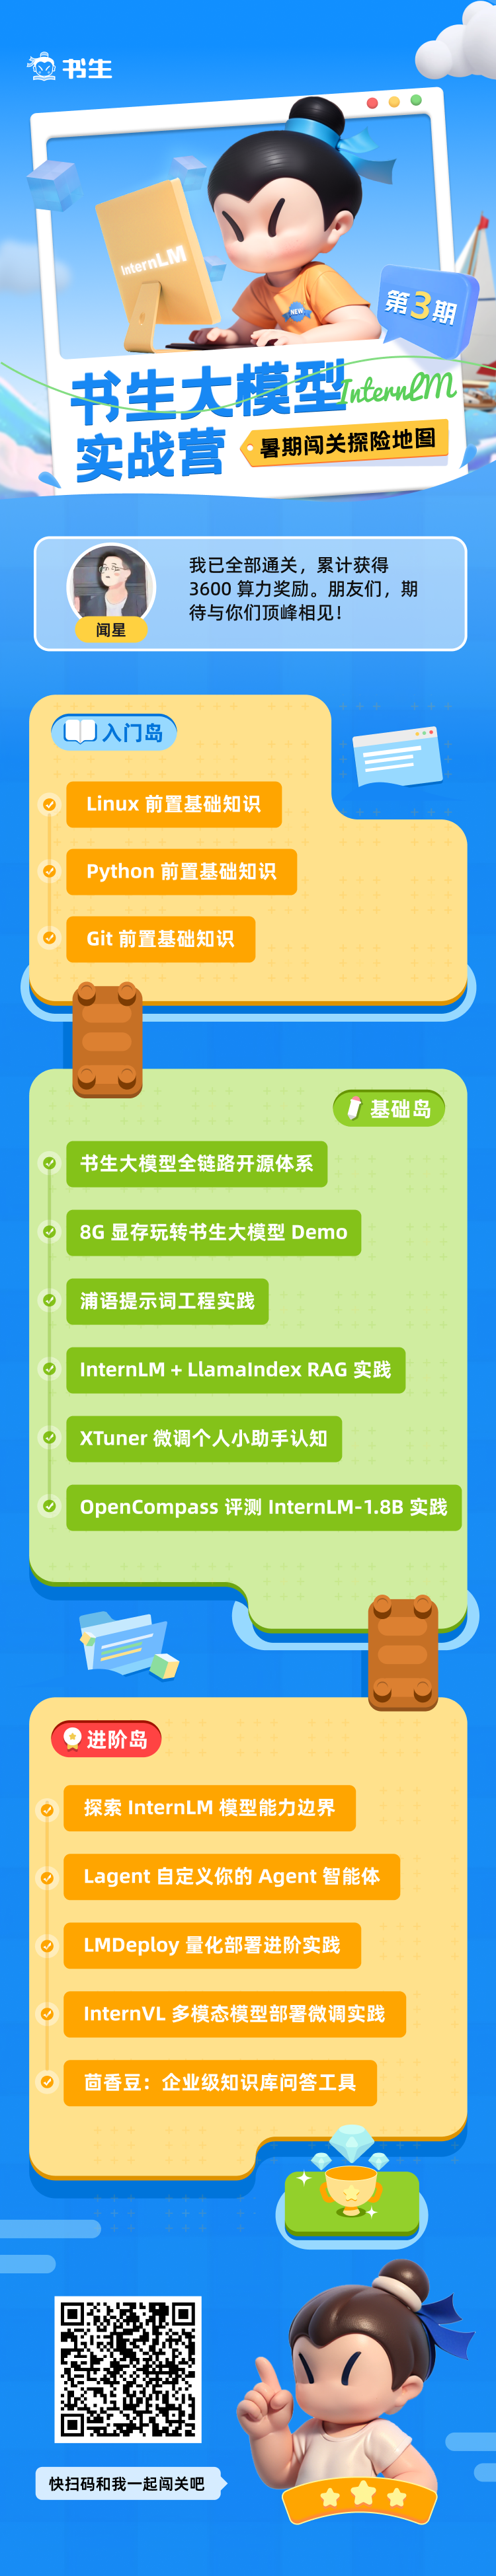 书生
InternLM
NEW
第3期
书生大模型
InternLM
实战营
暑期闯关探险地图
我已全部通关，累计获得
3600 算力奖励。朋友们，期
待与你们顶峰相见！
闻星
入门岛
Linux 前置基础知识
Python 前置基础知识
Git 前置基础知识
基础岛
书生大模型全链路开源体系
8G 显存玩转书生大模型 Demo
浦语提示词工程实践
InternLM + LlamaIndex RAG 实践
XTuner 微调个人小助手认知
OpenCompass 评测 InternLM-1.8B 实践
进阶岛
探索 InternLM 模型能力边界
Lagent 自定义你的 Agent 智能体
LMDeploy 量化部署进阶实践
InternVL 多模态模型部署微调实践
茴香豆：企业级知识库问答工具
快扫码和我一起闯关吧